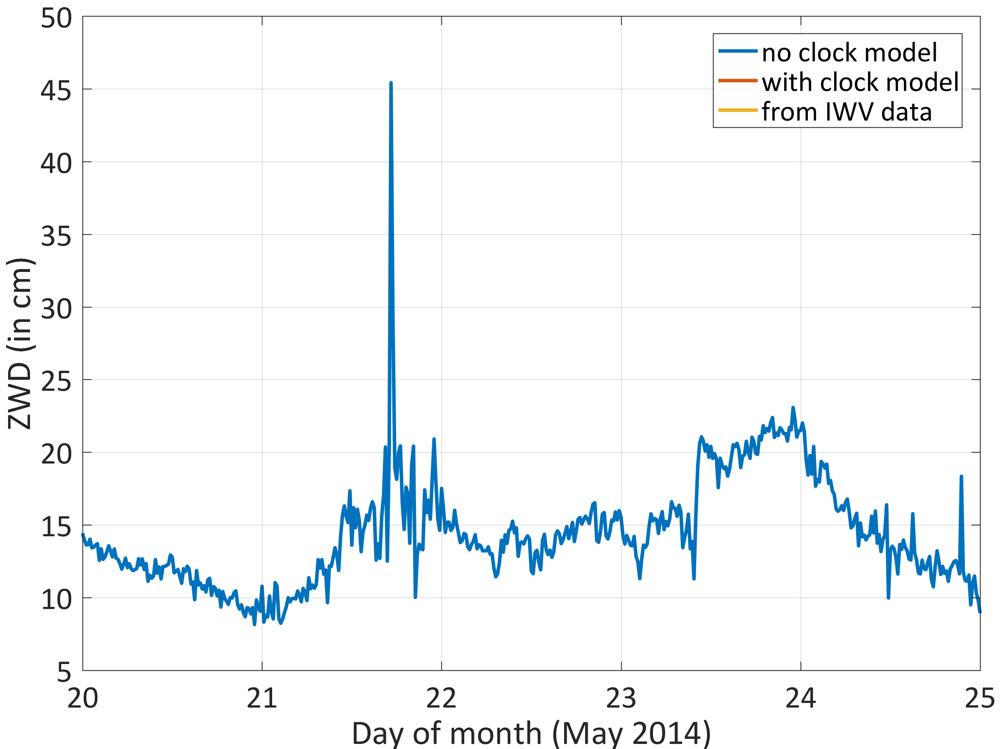 50
45
40
35
30
25
20
15
10
5
ZWD (in cm)
no clock model
with clock model
from IWV data
20 21 22 23 24 25
Day of month (May 2014)